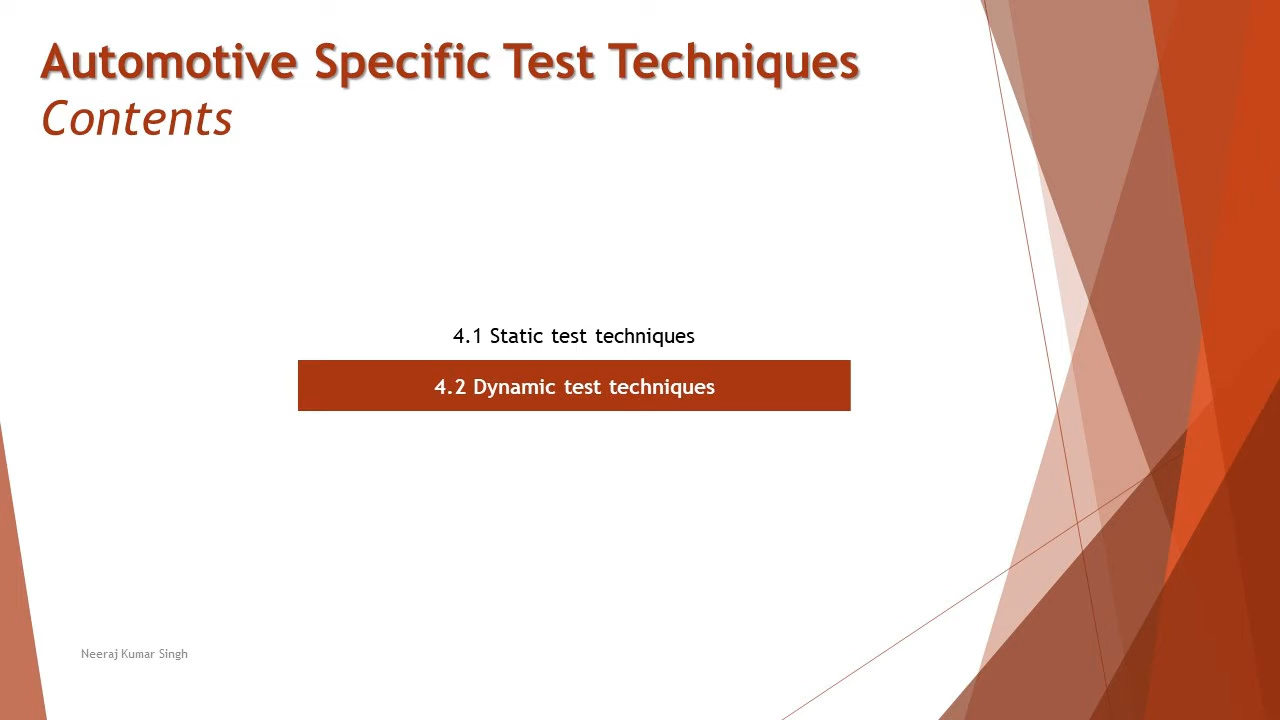 Automotive Specific Test Techniques
Contents
4.1 Static test techniques
4.2 Dynamic test techniques
Neeraj Kumar Singh